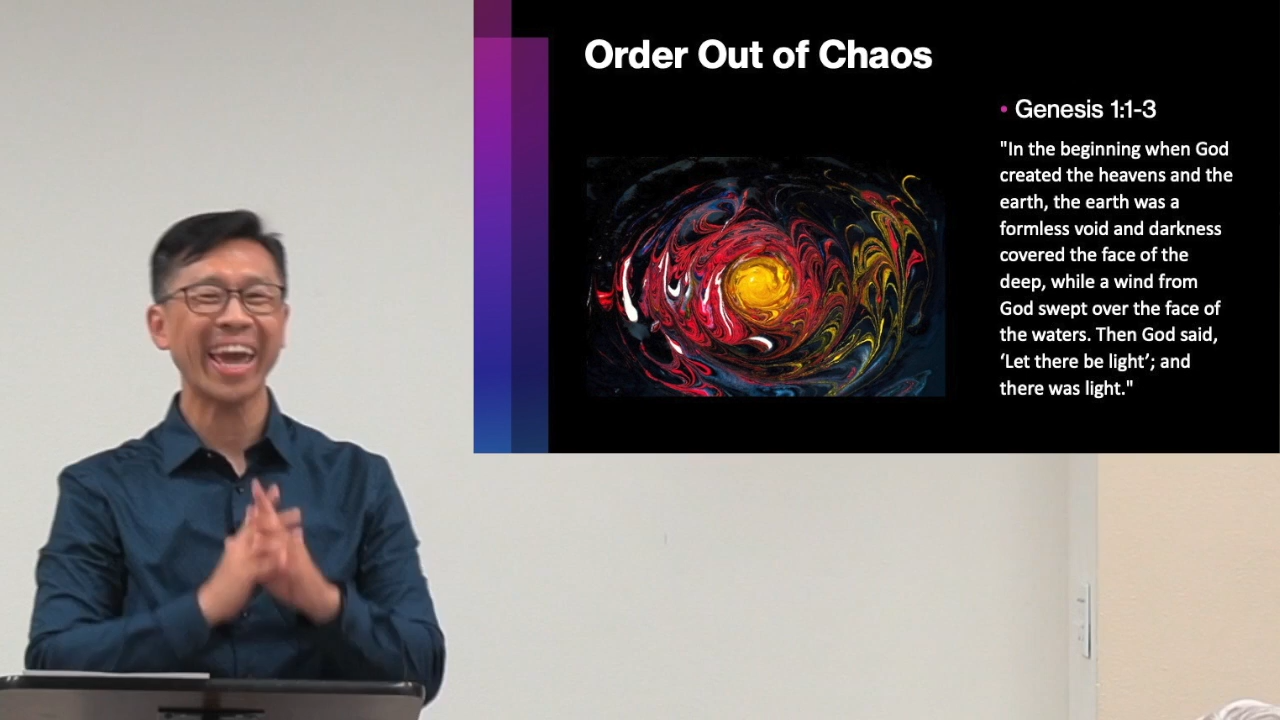 Order Out of Chaos
• Genesis 1:1-3
"In the beginning when God
created the heavens and the
earth, the earth was a
formless void and darkness
covered the face of the
deep, while a wind from
God swept over the face of
the waters. Then God said,
‘Let there be light’; and
there was light."